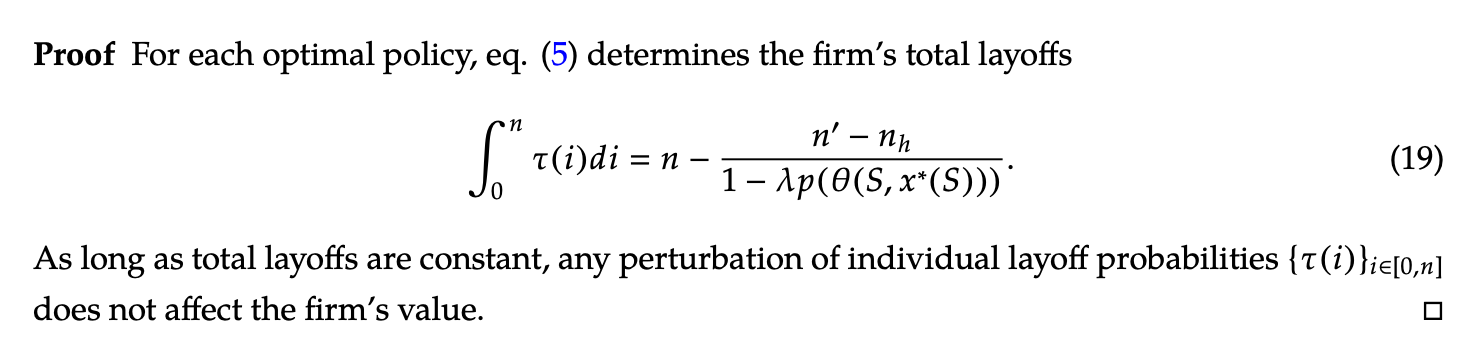 Proof For each optimal policy, eq. (5) determines the firm's total layoffs
∫₀ⁿ τ(i)di = n − (n′ − n_h) / (1 − λp(θ(S, x*(S)))). (19)
As long as total layoffs are constant, any perturbation of individual layoff probabilities {τ(i)}_{i∈[0,n]}
does not affect the firm's value. □